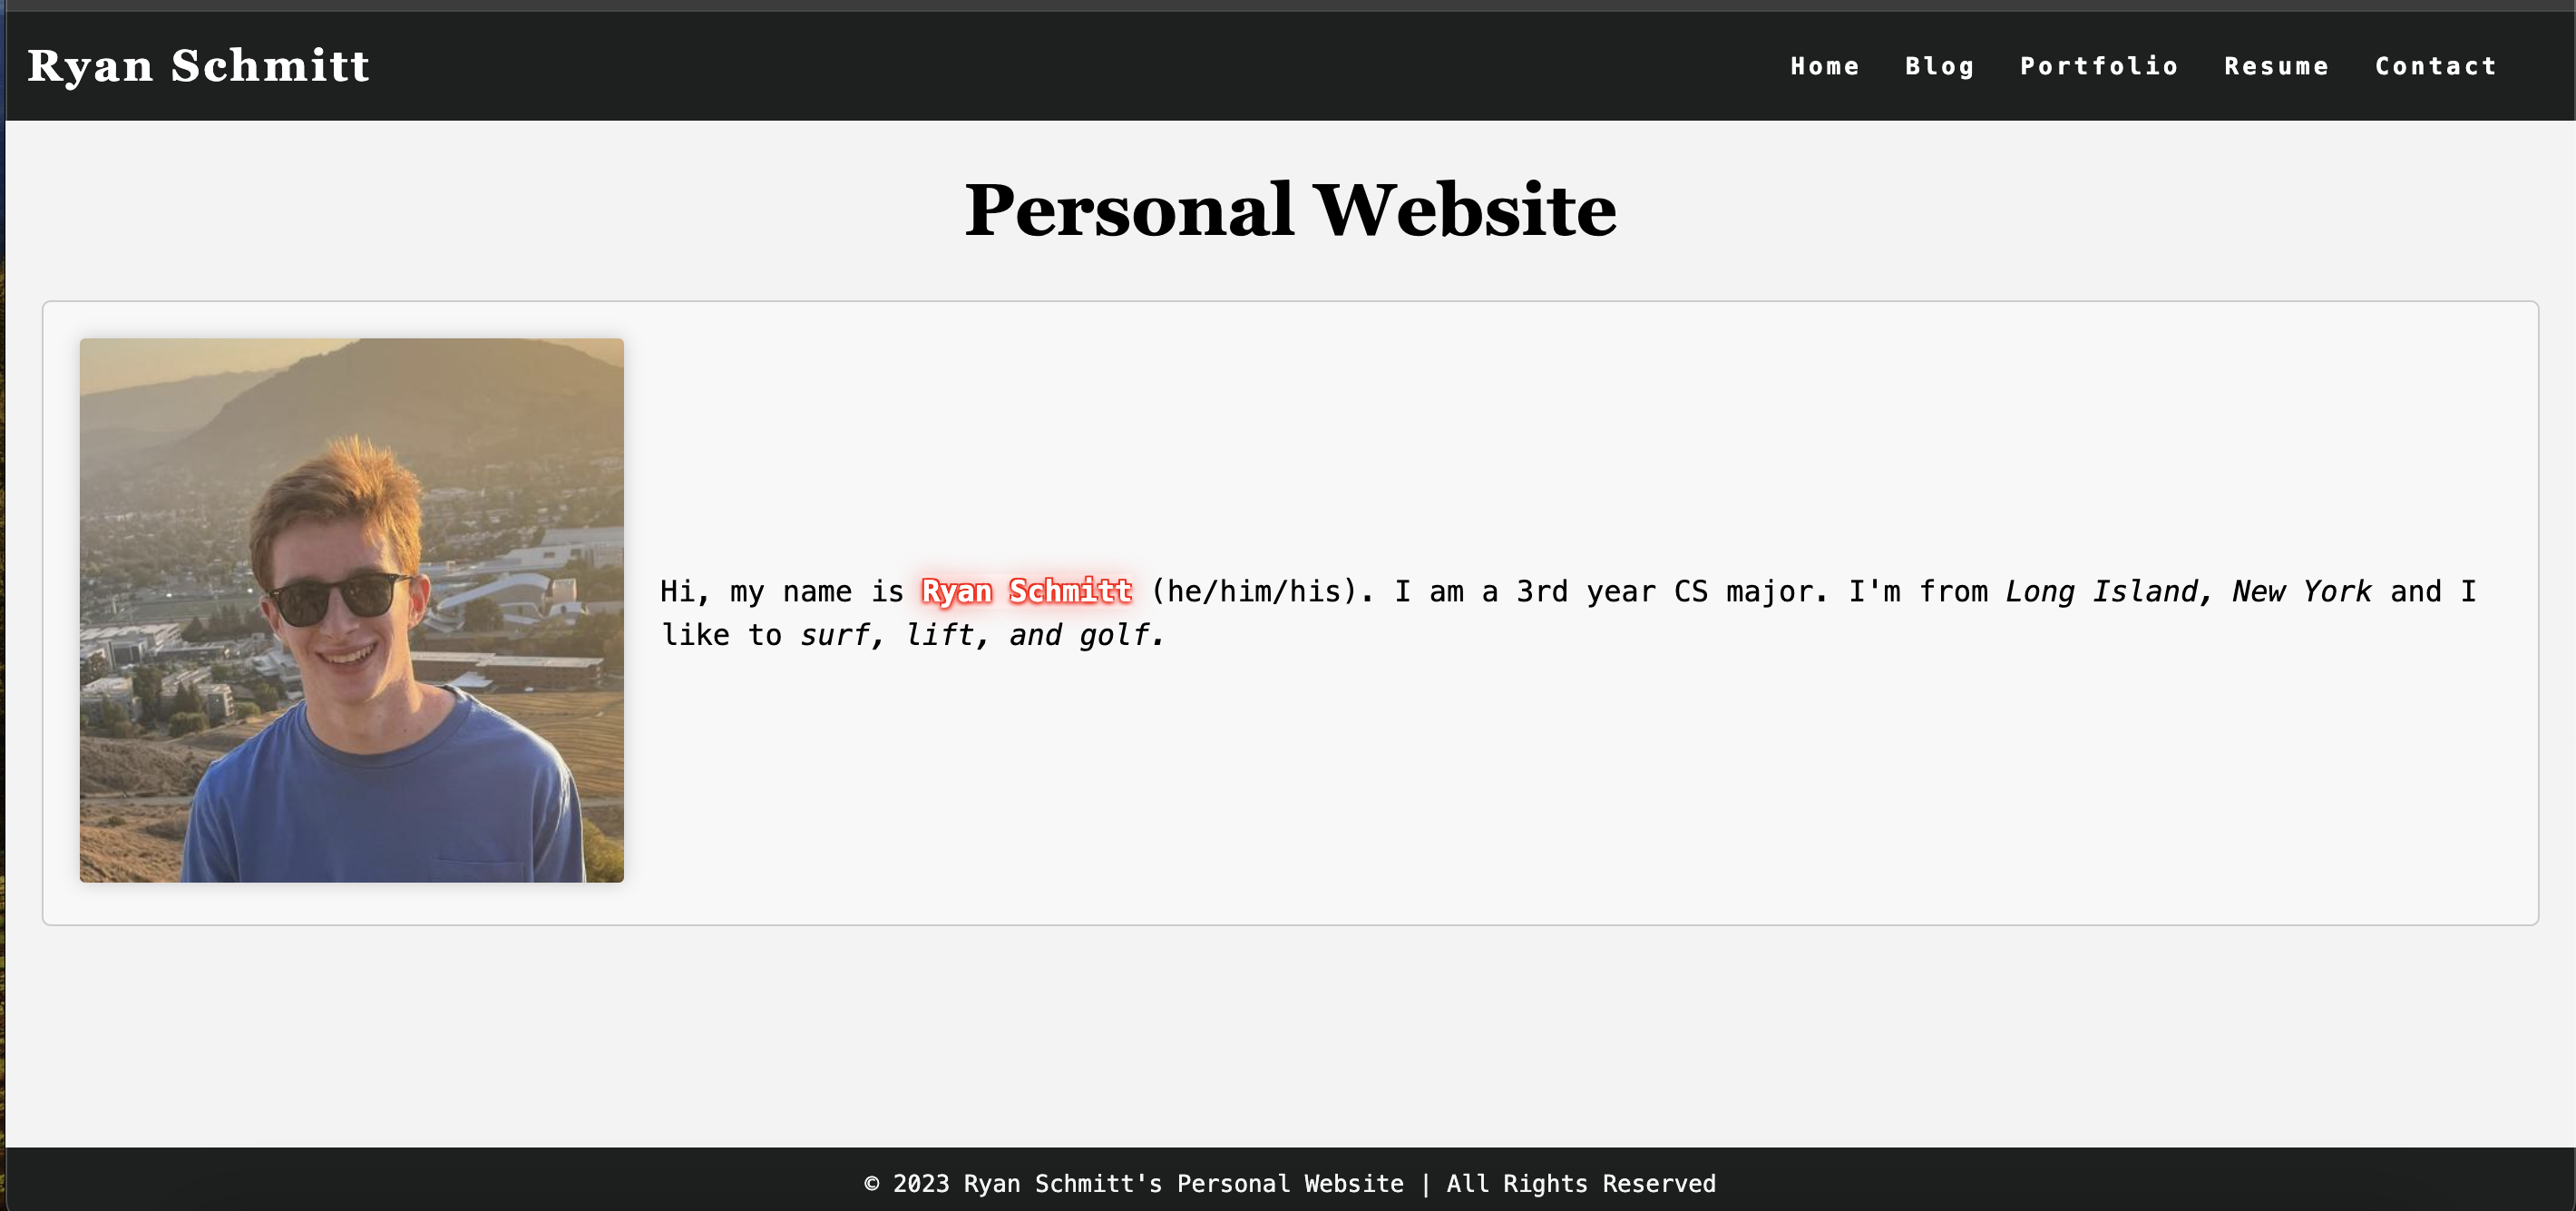 Ryan Schmitt
Home Blog Portfolio Resume Contact
Personal Website
Hi, my name is Ryan Schmitt (he/him/his). I am a 3rd year CS major. I'm from Long Island, New York and I
like to surf, lift, and golf.
© 2023 Ryan Schmitt's Personal Website | All Rights Reserved